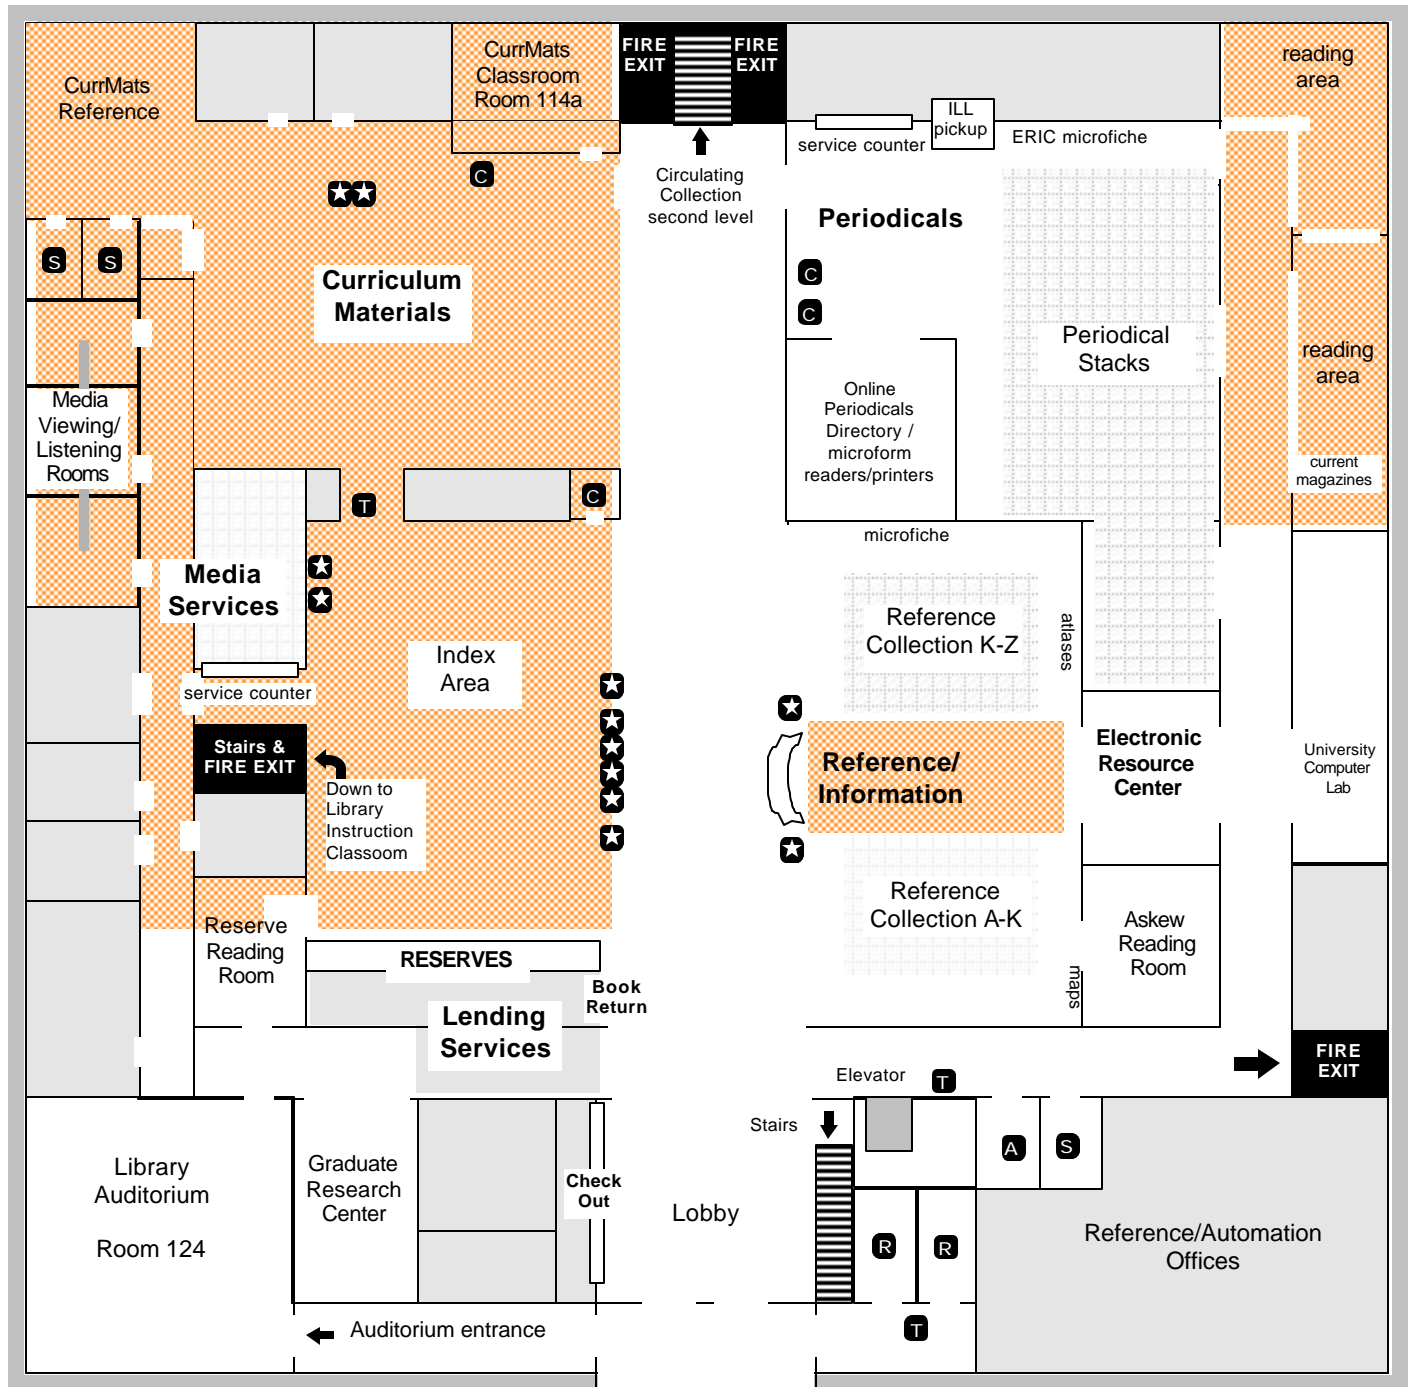 CurrMats
Reference
CurrMats
Classroom
Room 114a
FIRE
EXIT
FIRE
EXIT
reading
area
ILL
pickup
service counter
ERIC microfiche
C
Circulating
Collection
second level
Periodicals
S
S
Curriculum
Materials
C
C
Periodical
Stacks
reading
area
Media
Viewing/
Listening
Rooms
Online
Periodicals
Directory /
microform
readers/printers
current
magazines
T
C
microfiche
Media
Services
Reference
Collection K-Z
atlases
Index
Area
service counter
Stairs &
FIRE EXIT
Down to
Library
Instruction
Classoom
Reference/
Information
Electronic
Resource
Center
University
Computer
Lab
Reference
Collection A-K
Askew
Reading
Room
Reserve
Reading
Room
RESERVES
Book
Return
maps
Lending
Services
FIRE
EXIT
Elevator
T
Stairs
A
S
Library
Auditorium
Room 124
Graduate
Research
Center
Check
Out
Lobby
R
R
Reference/Automation
Offices
Auditorium entrance
T